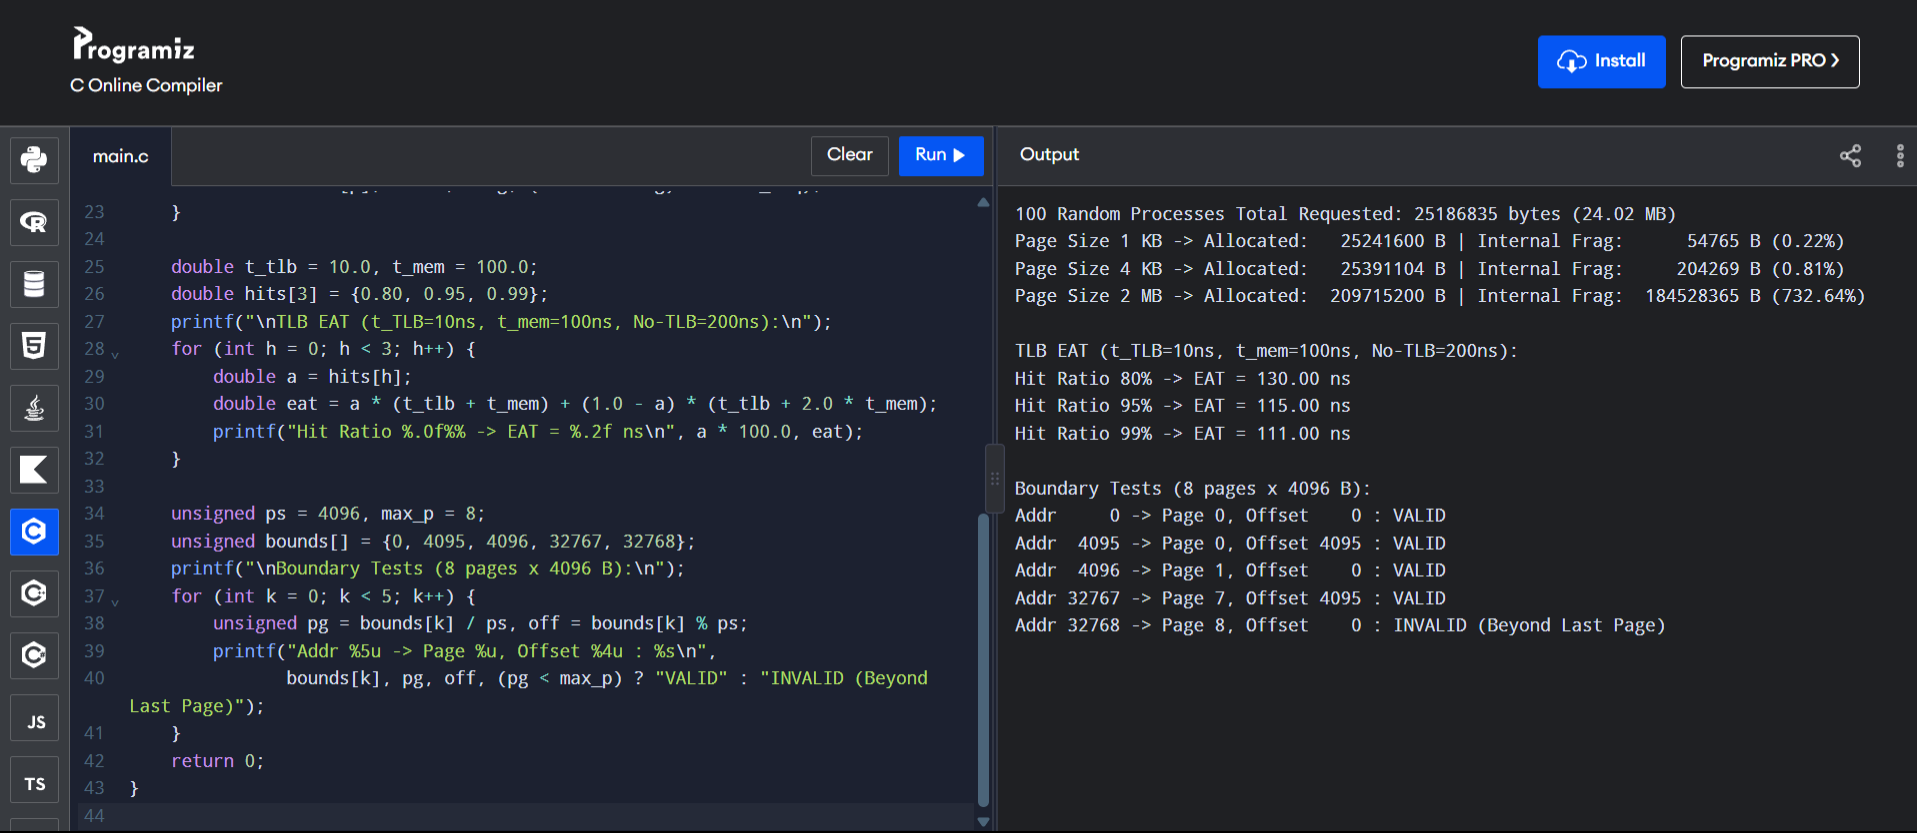 Programiz
C Online Compiler
Install
Programiz PRO
main.c
Clear
Run
Output
23 }
24
25 double t_tlb = 10.0, t_mem = 100.0;
26 double hits[3] = {0.80, 0.95, 0.99};
27 printf("\nTLB EAT (t_TLB=10ns, t_mem=100ns, No-TLB=200ns):\n");
28 for (int h = 0; h < 3; h++) {
29 double a = hits[h];
30 double eat = a * (t_tlb + t_mem) + (1.0 - a) * (t_tlb + 2.0 * t_mem);
31 printf("Hit Ratio %.0f%% -> EAT = %.2f ns\n", a * 100.0, eat);
32 }
33
34 unsigned ps = 4096, max_p = 8;
35 unsigned bounds[] = {0, 4095, 4096, 32767, 32768};
36 printf("\nBoundary Tests (8 pages x 4096 B):\n");
37 for (int k = 0; k < 5; k++) {
38 unsigned pg = bounds[k] / ps, off = bounds[k] % ps;
39 printf("Addr %5u -> Page %u, Offset %4u : %s\n",
40 bounds[k], pg, off, (pg < max_p) ? "VALID" : "INVALID (Beyond
Last Page)");
41 }
42 return 0;
43 }
44
100 Random Processes Total Requested: 25186835 bytes (24.02 MB)
Page Size 1 KB -> Allocated:   25241600 B | Internal Frag:      54765 B (0.22%)
Page Size 4 KB -> Allocated:   25391104 B | Internal Frag:     204269 B (0.81%)
Page Size 2 MB -> Allocated:  209715200 B | Internal Frag:  184528365 B (732.64%)
TLB EAT (t_TLB=10ns, t_mem=100ns, No-TLB=200ns):
Hit Ratio 80% -> EAT = 130.00 ns
Hit Ratio 95% -> EAT = 115.00 ns
Hit Ratio 99% -> EAT = 111.00 ns
Boundary Tests (8 pages x 4096 B):
Addr     0 -> Page 0, Offset    0 : VALID
Addr  4095 -> Page 0, Offset 4095 : VALID
Addr  4096 -> Page 1, Offset    0 : VALID
Addr 32767 -> Page 7, Offset 4095 : VALID
Addr 32768 -> Page 8, Offset    0 : INVALID (Beyond Last Page)
JS
TS